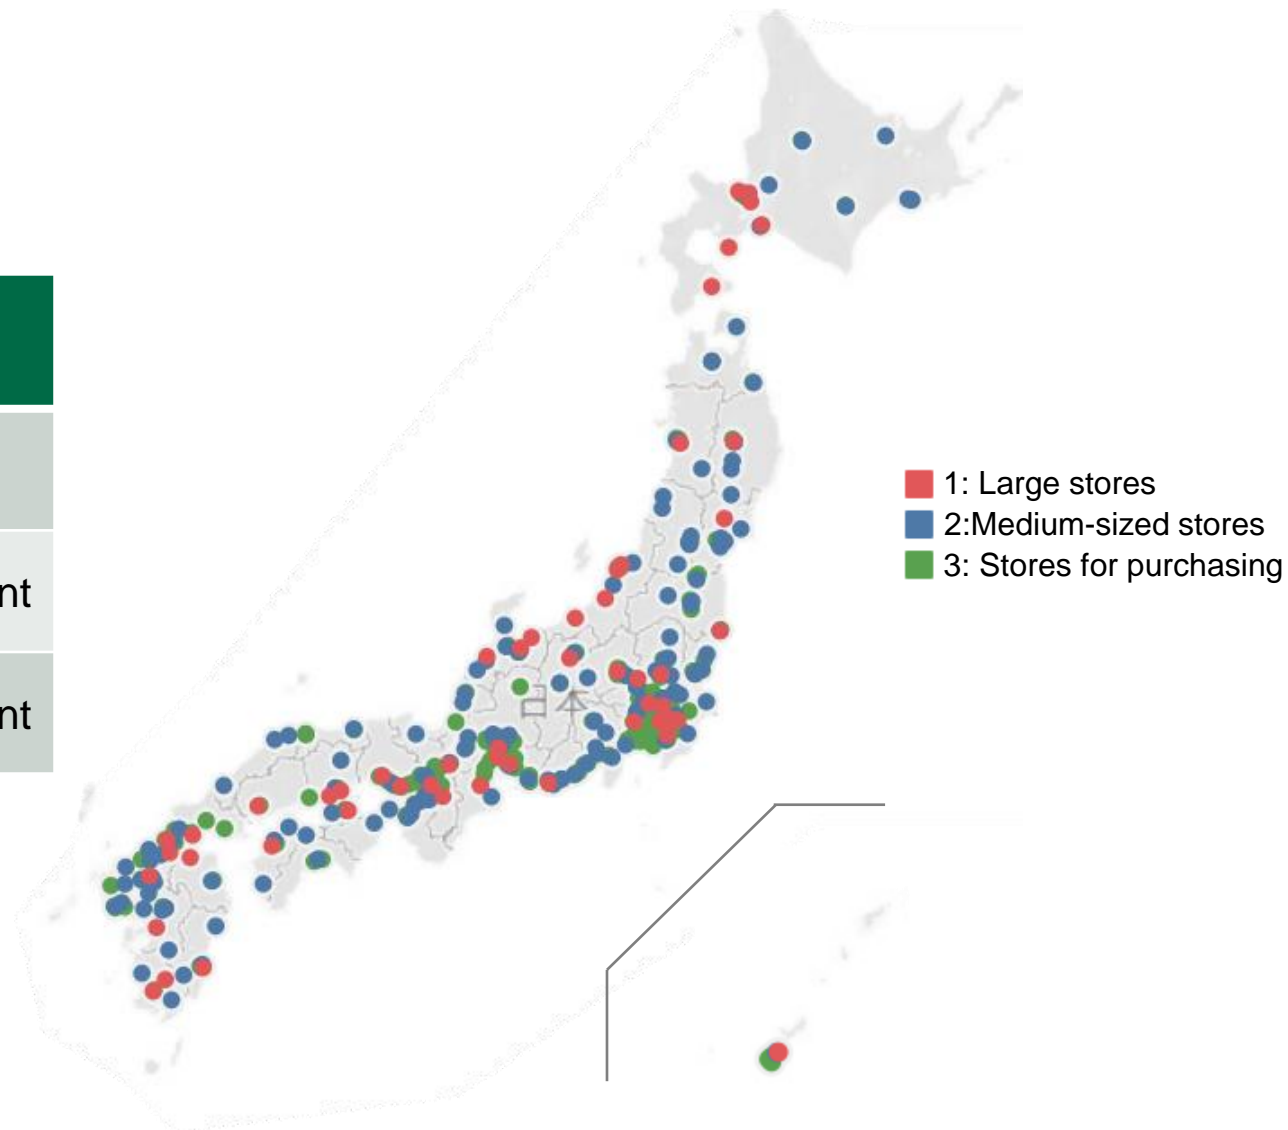 nt
nt
1: Large stores
2:Medium-sized stores
3: Stores for purchasing
日本